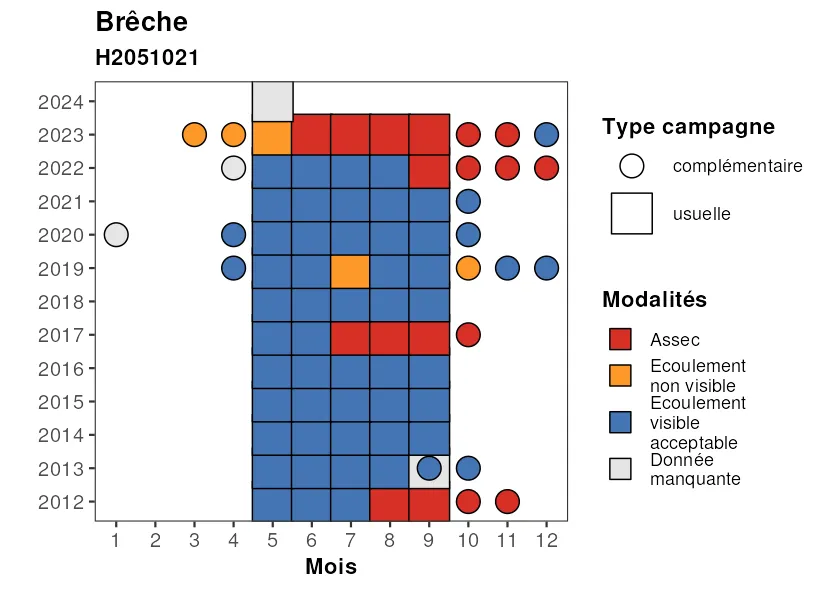 Brêche
H2051021
2024
2023
2022
2021
2020
2019
2018
2017
2016
2015
2014
2013
2012
1 2 3 4 5 6 7 8 9 10 11 12
Mois
Type campagne
complémentaire
usuelle
Modalités
Assec
Ecoulement
non visible
Ecoulement
visible
acceptable
Donnée
manquante